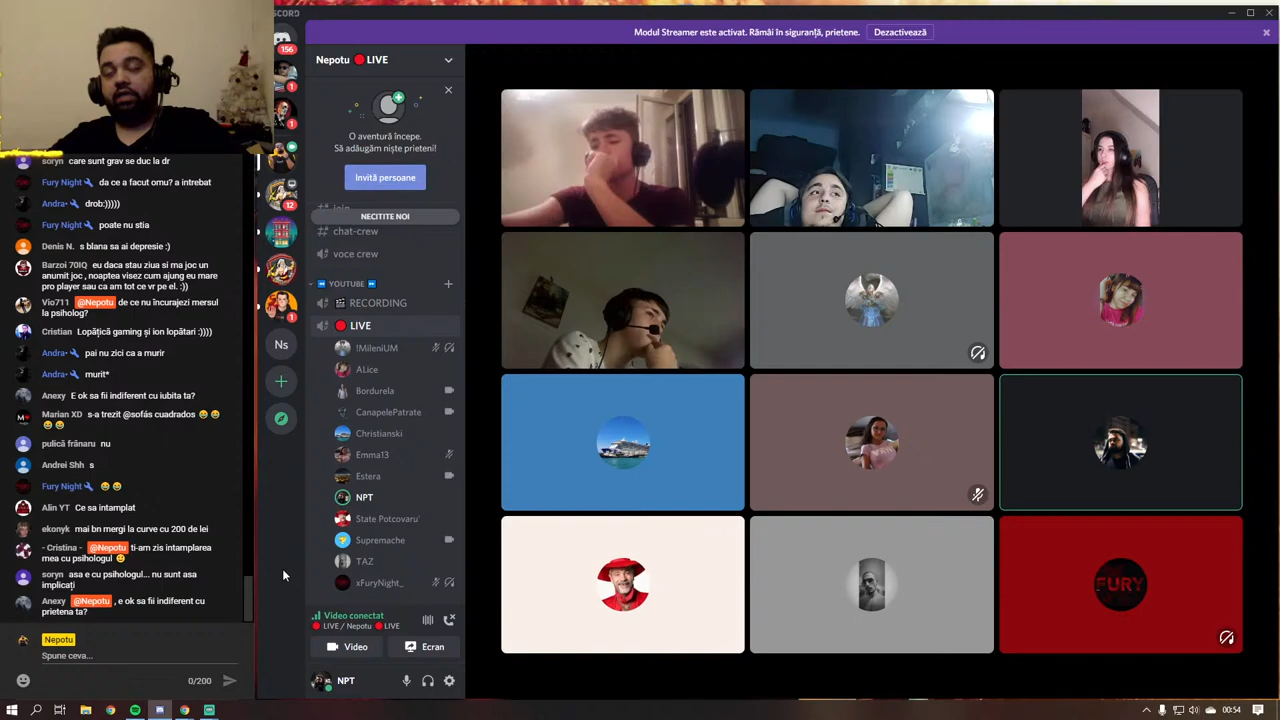 SCORD
Modul Streamer este activat. Rămâi în siguranță, prietene.
Dezactivează
156
1
1
12
1
Ns
Nepotu 🔴 LIVE
O aventură începe.
Să adăugăm niște prieteni!
Invită persoane
NECITITE NOI
chat-crew
voce crew
YOUTUBE
RECORDING
LIVE
!MileniUM
ALice
Bordurela
CanapelePatrate
Christianski
Emma13
Estera
NPT
State Potcovaru'
Supremache
TAZ
xFuryNight_
Video conectat
LIVE / Nepotu 🔴 LIVE
Video
Ecran
NPT
soryn care sunt grav se duc la dr
Fury Night da ce a facut omu? a intrebat
Andra• drob:)))))
Fury Night poate nu stia
Denis N. s blana sa ai depresie :)
Barzoi 70IQ eu daca stau ziua si ma joc un
anumit joc , noaptea visez cum ajung eu mare
pro player sau ca am tot ce vr pe el. :))
Vio711 @Nepotu de ce nu încurajezi mersul
la psiholog?
Cristian Lopățică gaming și ion lopătari :))))
Andra• pai nu zici ca a murir
Andra• murit*
Anexy E ok sa fii indiferent cu iubita ta?
Marian XD s-a trezit @sofás cuadrados 😅 😅
😅 😅
pulică frânaru nu
Andrei Shh s
Fury Night 😅 😅
Alin YT Ce sa intamplat
ekonyk mai bn mergi la curve cu 200 de lei
- Cristina - @Nepotu ti-am zis intamplarea
mea cu psihologul
soryn asa e cu psihologul... nu sunt asa
implicați
Anexy @Nepotu , e ok sa fii indiferent cu
prietena ta?
Nepotu
Spune ceva...
0/200
FURY
00:54